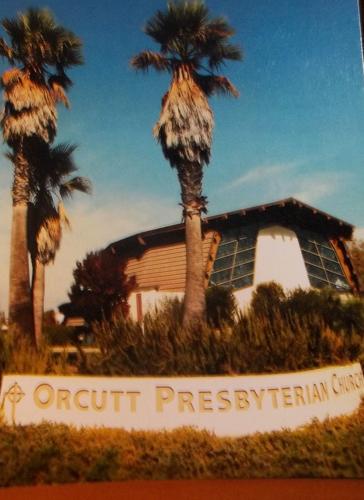 ORCUTT PRESBYTERIAN CHURCH